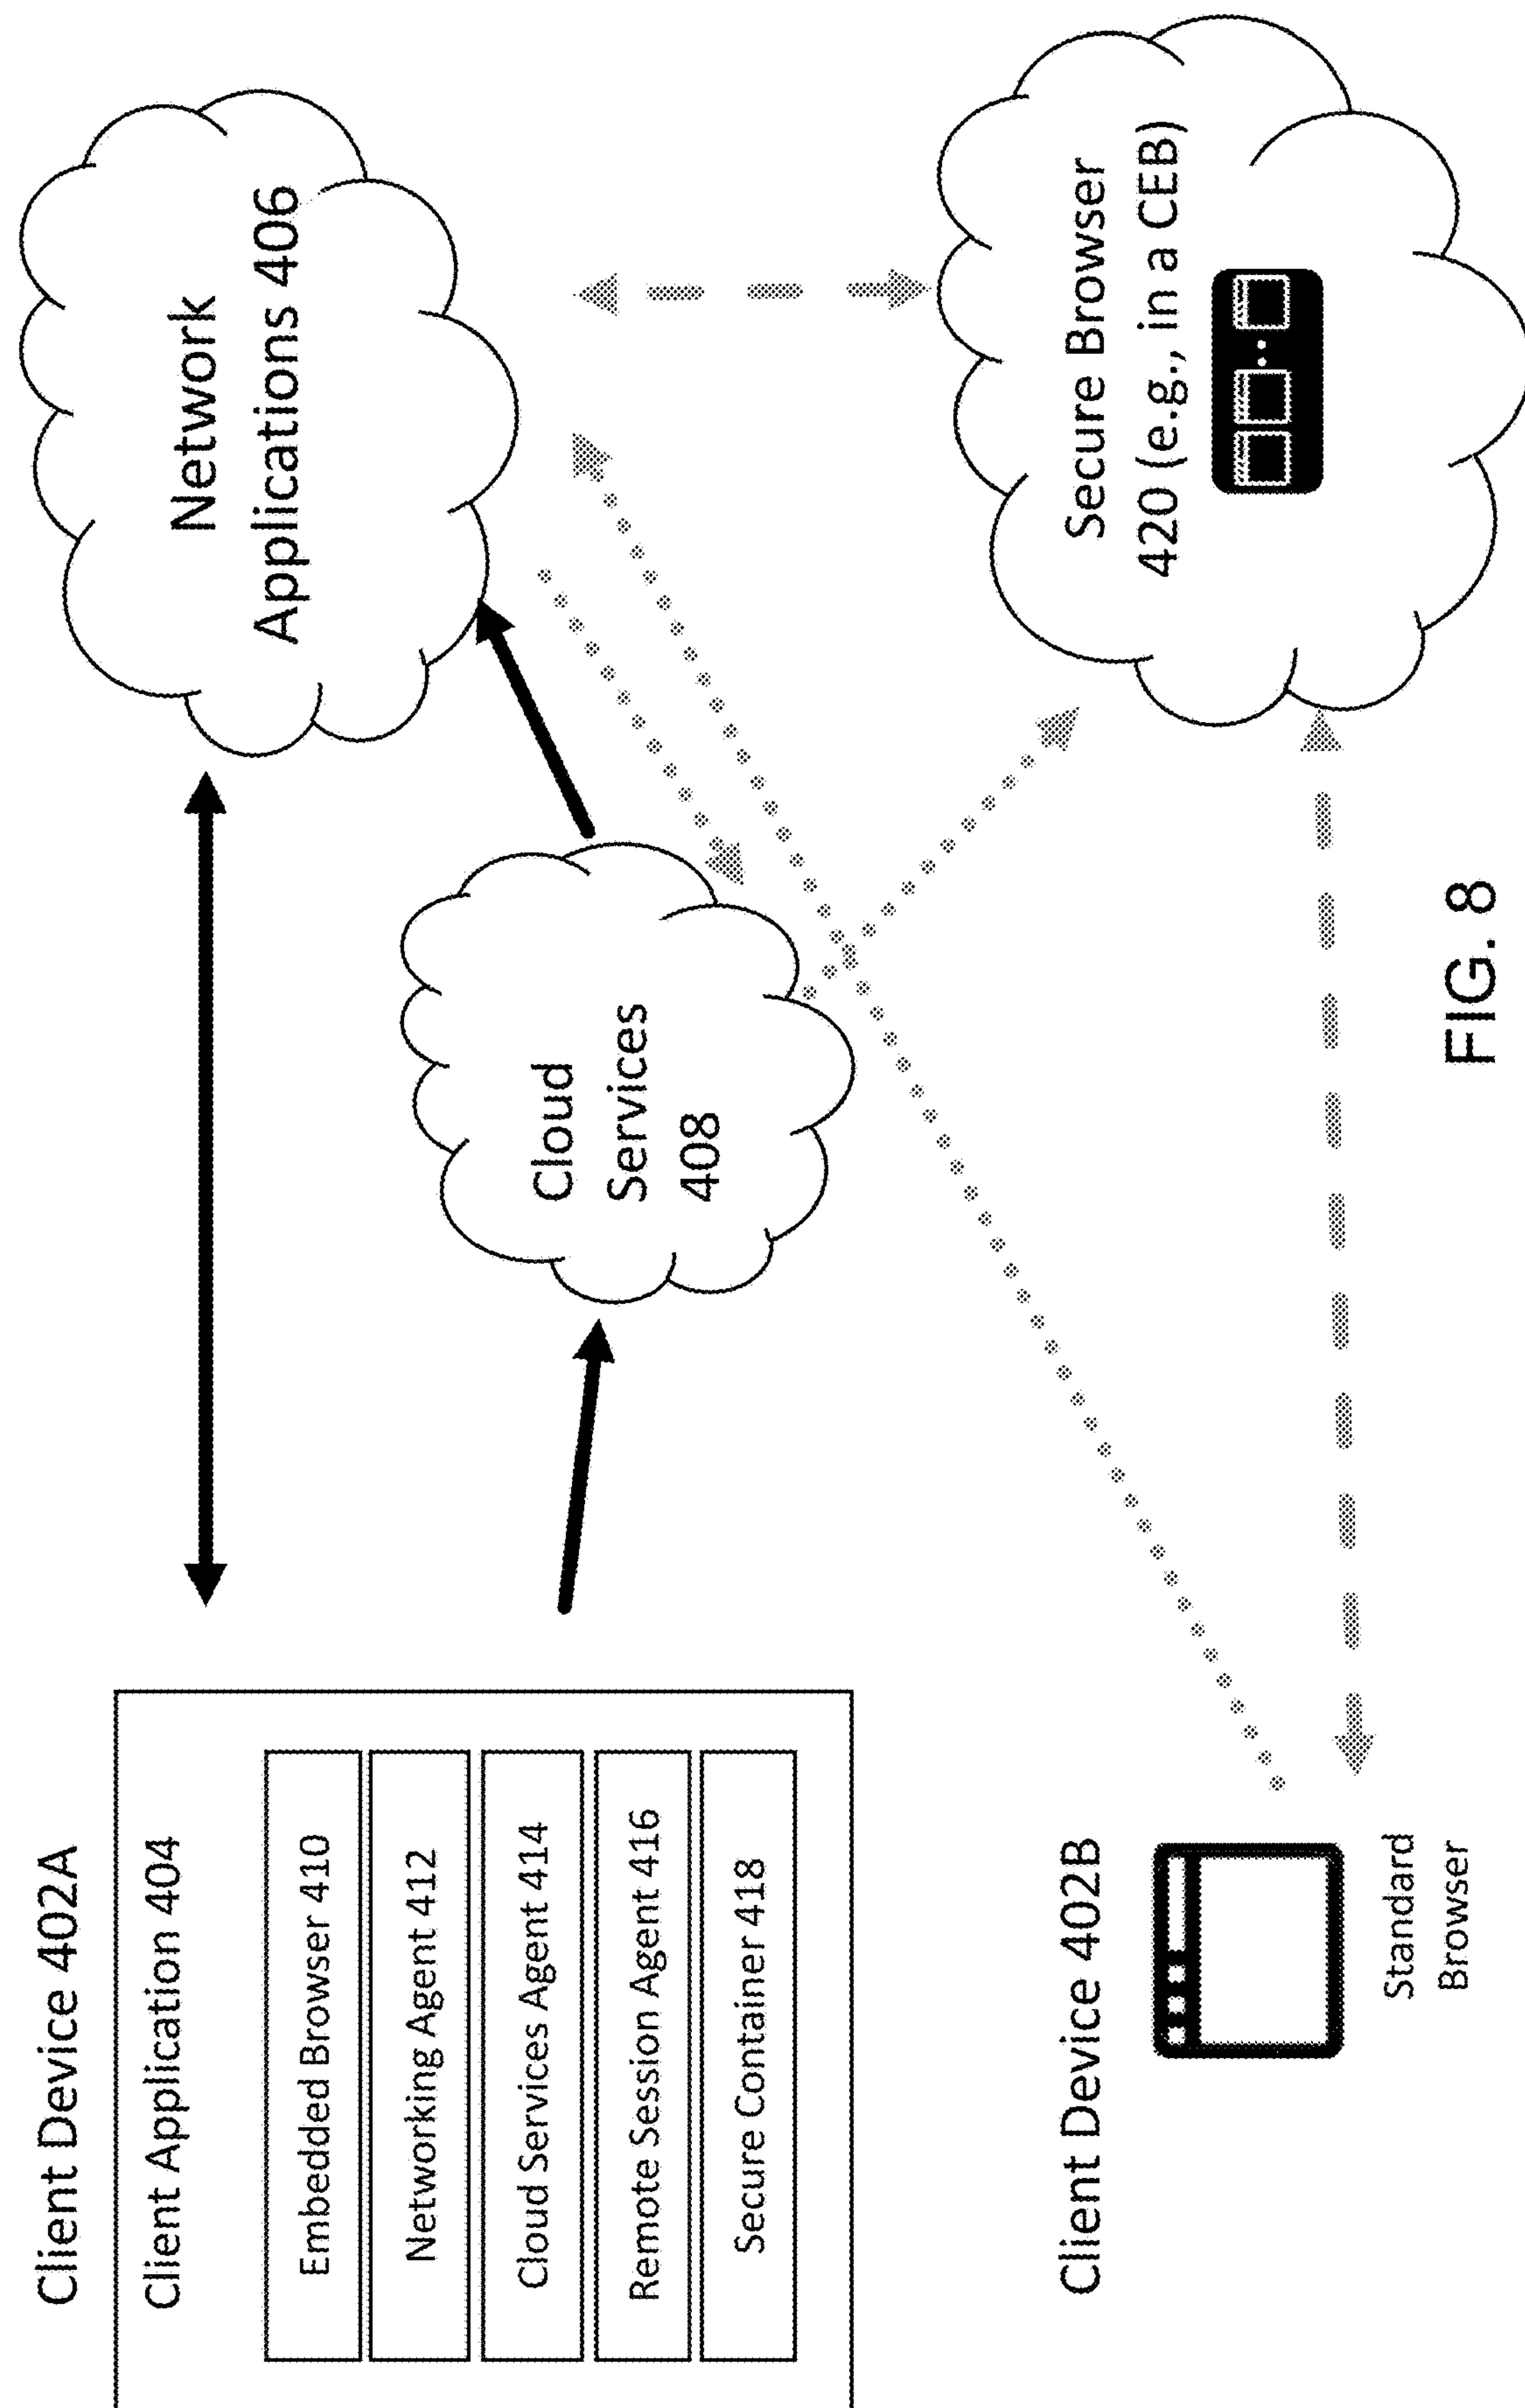 Client Device 402A
Client Application 404
Embedded Browser 410
Networking Agent 412
Cloud Services Agent 414
Remote Session Agent 416
Secure Container 418
Network
Applications 406
Cloud
Services
408
Client Device 402B
Standard
Browser
Secure Browser
420 (e.g., in a CEB)
FIG. 8